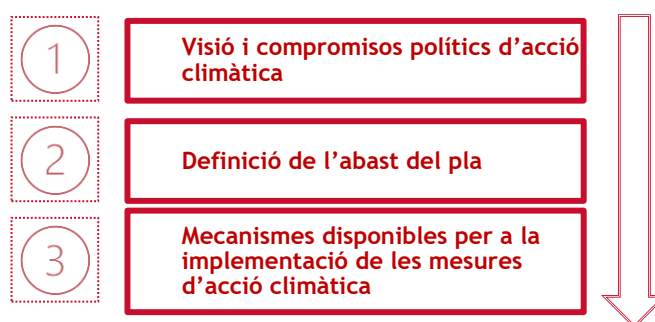 1
Visió i compromisos polítics d’acció
climàtica
2
Definició de l’abast del pla
3
Mecanismes disponibles per a la
implementació de les mesures
d’acció climàtica